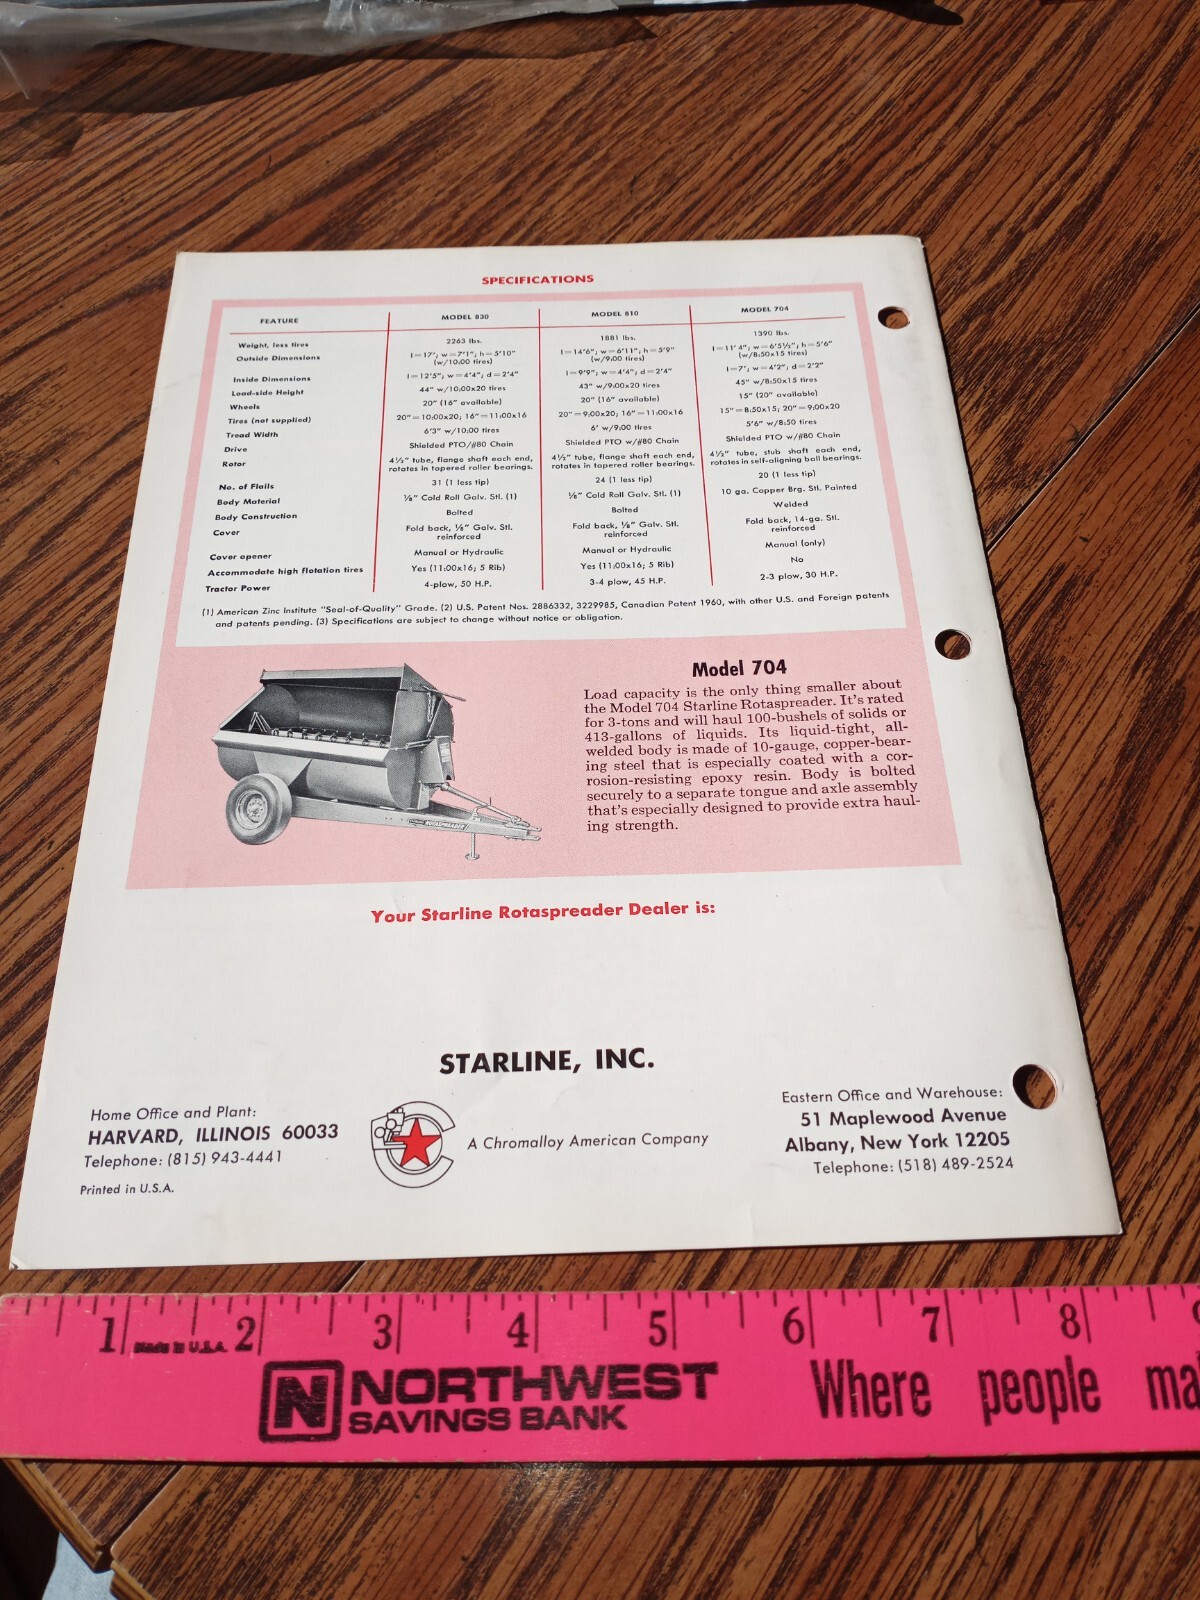 SPECIFICATIONS
FEATURE MODEL 830 MODEL 810 MODEL 704
Weight, less tires 2263 lbs. 1881 lbs. 1390 lbs.
Outside Dimensions l=17'; w=7'1"; h=5'10" (w/10:00 tires) l=14'6"; w=6'11"; h=5'9" (w/9:00 tires) l=11'4"; w=6'5½"; h=5'6" (w/8:50x15 tires)
Inside Dimensions l=12'5"; w=4'4"; d=2'4" l=9'9"; w=4'4"; d=2'4" l=7'; w=4'2"; d=2'2"
Load-side Height 44" w/10:00x20 tires 43" w/9:00x20 tires 45" w/8:50x15 tires
Wheels 20" (16" available) 20" (16" available) 15" (20" available)
Tires (not supplied) 20"=10:00x20; 16"=11:00x16 20"=9:00x20; 16"=11:00x16 15"=8:50x15; 20"=9:00x20
Tread Width 6'3" w/10:00 tires 6' w/9:00 tires 5'6" w/8:50 tires
Drive Shielded PTO/#80 Chain Shielded PTO w/#80 Chain Shielded PTO w/#80 Chain
Rotor 4½" tube, flange shaft each end, rotates in tapered roller bearings. 4½" tube, flange shaft each end, rotates in tapered roller bearings. 4½" tube, stub shaft each end, rotates in self-aligning ball bearings.
No. of Flails 31 (1 less tip) 24 (1 less tip) 20 (1 less tip)
Body Material ⅛" Cold Roll Galv. Stl. (1) ⅛" Cold Roll Galv. Stl. (1) 10 ga. Copper Brg. Stl. Painted
Body Construction Bolted Bolted Welded
Cover Fold back, ⅛" Galv. Stl. reinforced Fold back, ⅛" Galv. Stl. reinforced Fold back, 14-ga. Stl. reinforced
Cover opener Manual or Hydraulic Manual or Hydraulic Manual (only)
Accommodate high flotation tires Yes (11:00x16; 5 Rib) Yes (11:00x16; 5 Rib) No
Tractor Power 4-plow, 50 H.P. 3-4 plow, 45 H.P. 2-3 plow, 30 H.P.
(1) American Zinc Institute "Seal-of-Quality" Grade. (2) U.S. Patent Nos. 2886332, 3229985, Canadian Patent 1960, with other U.S. and Foreign patents
and patents pending. (3) Specifications are subject to change without notice or obligation.
Model 704
Load capacity is the only thing smaller about
the Model 704 Starline Rotaspreader. It's rated
for 3-tons and will haul 100-bushels of solids or
413-gallons of liquids. Its liquid-tight, all-
welded body is made of 10-gauge, copper-bear-
ing steel that is especially coated with a cor-
rosion-resisting epoxy resin. Body is bolted
securely to a separate tongue and axle assembly
that's especially designed to provide extra haul-
ing strength.
ROTASPREADER
Your Starline Rotaspreader Dealer is:
STARLINE, INC.
Home Office and Plant:
HARVARD, ILLINOIS 60033
Telephone: (815) 943-4441
Printed in U.S.A.
A Chromalloy American Company
Eastern Office and Warehouse:
51 Maplewood Avenue
Albany, New York 12205
Telephone: (518) 489-2524
1 2 3 4 5 6 7 8 9
Made in U.S.A.
N NORTHWEST
SAVINGS BANK
Where people ma